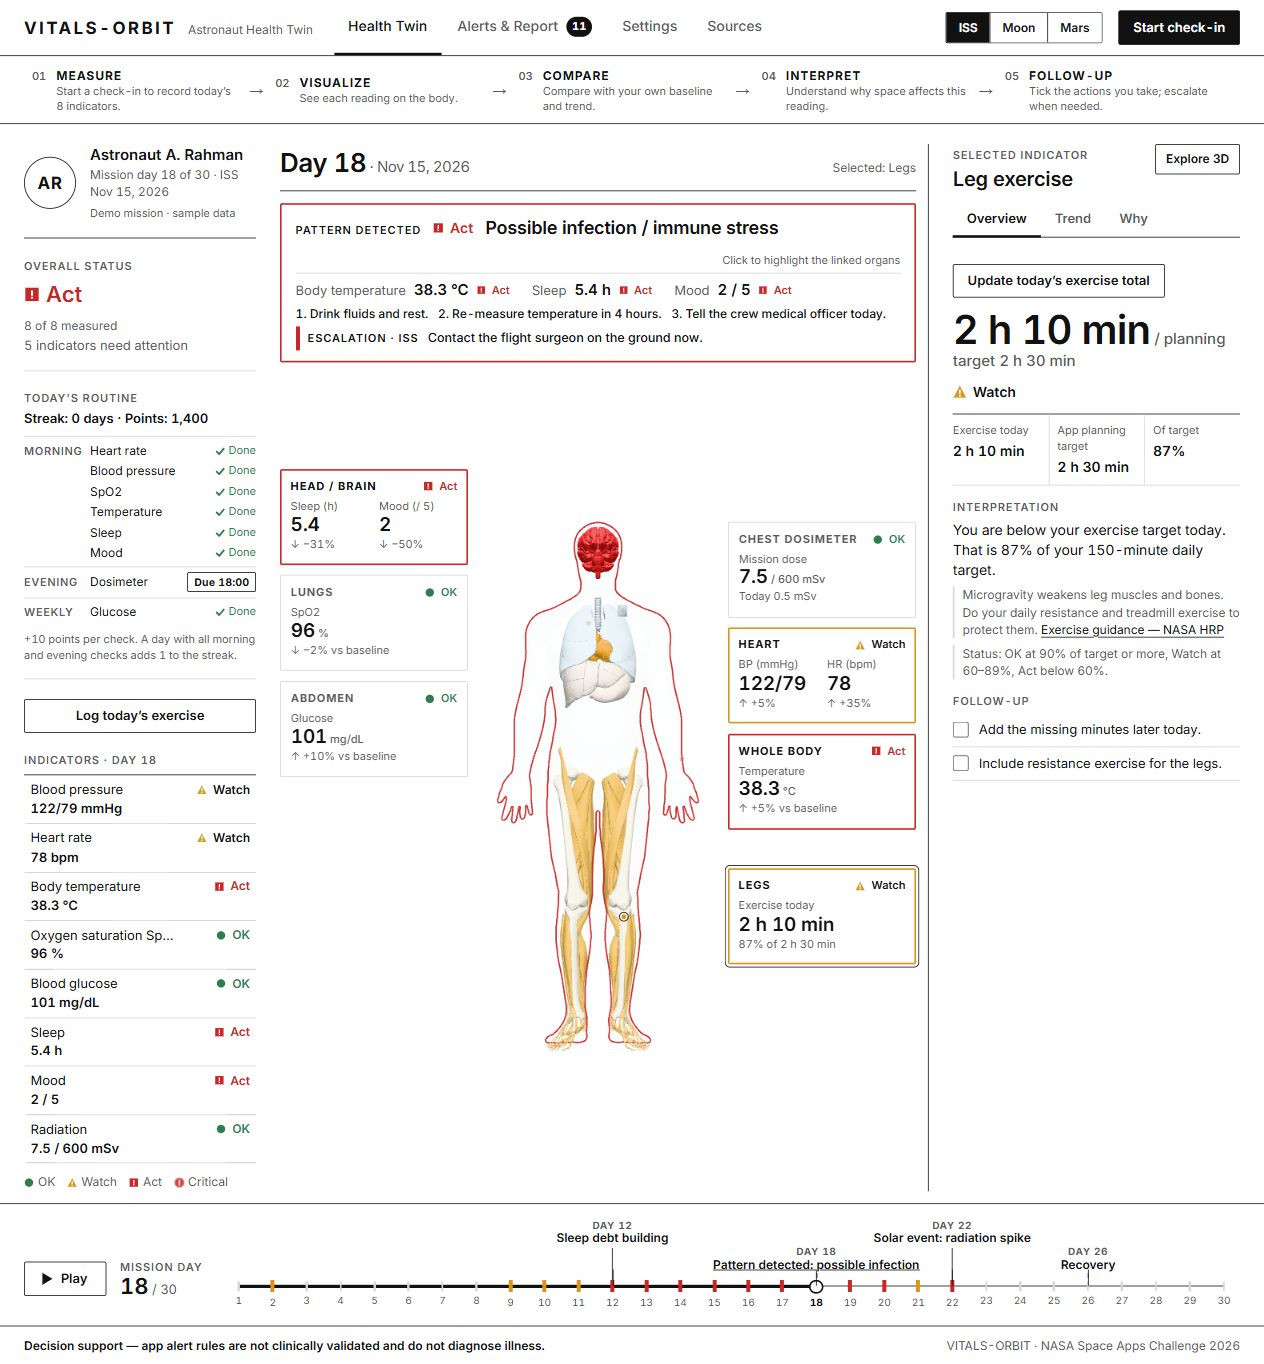 VITALS-ORBIT Astronaut Health Twin Health Twin Alerts & Report 11 Settings Sources ISS Moon Mars Start check-in
01 MEASURE
Start a check-in to record today's
8 indicators.
→
02 VISUALIZE
See each reading on the body.
→
03 COMPARE
Compare with your own baseline
and trend.
→
04 INTERPRET
Understand why space affects this
reading.
→
05 FOLLOW-UP
Tick the actions you take; escalate
when needed.
AR
Astronaut A. Rahman
Mission day 18 of 30 · ISS
Nov 15, 2026
Demo mission · sample data
OVERALL STATUS
Act
8 of 8 measured
5 indicators need attention
TODAY'S ROUTINE
Streak: 0 days · Points: 1,400
MORNING Heart rate Done
Blood pressure Done
SpO2 Done
Temperature Done
Sleep Done
Mood Done
EVENING Dosimeter Due 18:00
WEEKLY Glucose Done
+10 points per check. A day with all morning
and evening checks adds 1 to the streak.
Log today's exercise
INDICATORS · DAY 18
Blood pressure Watch
122/79 mmHg
Heart rate Watch
78 bpm
Body temperature Act
38.3 °C
Oxygen saturation Sp... OK
96 %
Blood glucose OK
101 mg/dL
Sleep Act
5.4 h
Mood Act
2 / 5
Radiation OK
7.5 / 600 mSv
OK Watch Act Critical
Day 18 · Nov 15, 2026 Selected: Legs
PATTERN DETECTED Act Possible infection / immune stress
Click to highlight the linked organs
Body temperature 38.3 °C Act Sleep 5.4 h Act Mood 2 / 5 Act
1. Drink fluids and rest. 2. Re-measure temperature in 4 hours. 3. Tell the crew medical officer today.
ESCALATION · ISS Contact the flight surgeon on the ground now.
HEAD / BRAIN Act
Sleep (h) Mood (/ 5)
5.4 2
↓ −31% ↓ −50%
LUNGS OK
SpO2
96 %
↓ −2% vs baseline
ABDOMEN OK
Glucose
101 mg/dL
↑ +10% vs baseline
CHEST DOSIMETER OK
Mission dose
7.5 / 600 mSv
Today 0.5 mSv
HEART Watch
BP (mmHg) HR (bpm)
122/79 78
↑ +5% ↑ +35%
WHOLE BODY Act
Temperature
38.3 °C
↑ +5% vs baseline
LEGS Watch
Exercise today
2 h 10 min
87% of 2 h 30 min
SELECTED INDICATOR Explore 3D
Leg exercise
Overview Trend Why
Update today's exercise total
2 h 10 min / planning
target 2 h 30 min
Watch
Exercise today
2 h 10 min
App planning
target
2 h 30 min
Of target
87%
INTERPRETATION
You are below your exercise target today.
That is 87% of your 150-minute daily
target.
Microgravity weakens leg muscles and bones.
Do your daily resistance and treadmill exercise to
protect them. Exercise guidance — NASA HRP
Status: OK at 90% of target or more, Watch at
60–89%, Act below 60%.
FOLLOW-UP
Add the missing minutes later today.
Include resistance exercise for the legs.
Play
MISSION DAY
18 / 30
DAY 12
Sleep debt building
DAY 18
Pattern detected: possible infection
DAY 22
Solar event: radiation spike
DAY 26
Recovery
1 2 3 4 5 6 7 8 9 10 11 12 13 14 15 16 17 18 19 20 21 22 23 24 25 26 27 28 29 30
Decision support — app alert rules are not clinically validated and do not diagnose illness. VITALS-ORBIT · NASA Space Apps Challenge 2026